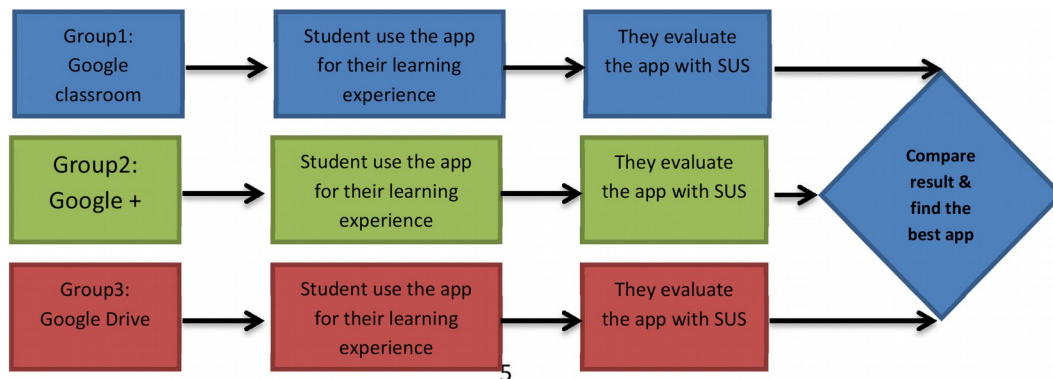 Group1:
Google
classroom
Student use the app
for their learning
experience
They evaluate
the app with SUS
Group2:
Google +
Student use the app
for their learning
experience
They evaluate
the app with SUS
Compare
result &
find the
best app
Group3:
Google Drive
Student use the app
for their learning
experience
They evaluate
the app with SUS
5